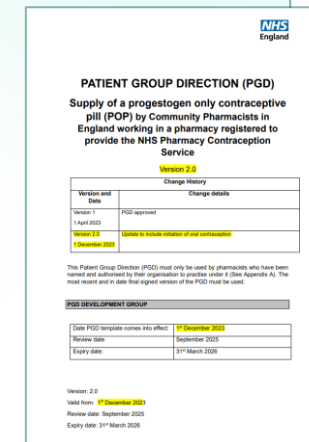 NHS
England
PATIENT GROUP DIRECTION (PGD)
Supply of a progestogen only contraceptive
pill (POP) by Community Pharmacists in
England working in a pharmacy registered to
provide the NHS Pharmacy Contraception
Service
Version 2.0
Change History
Version and Date Change details
Version 1
1 April 2023 PGD approved
Version 2.0
1 December 2023 Update to include initiation of oral contraception
This Patient Group Direction (PGD) must only be used by pharmacists who have been
named and authorised by their organisation to practise under it (See Appendix A). The
most recent and in date final signed version of the PGD must be used.
PGD DEVELOPMENT GROUP
Date PGD template comes into effect: 1st December 2023
Review date September 2025
Expiry date: 31st March 2026
Version: 2.0
Valid from: 1st December 2023
Review date: September 2025
Expiry date: 31st March 2026